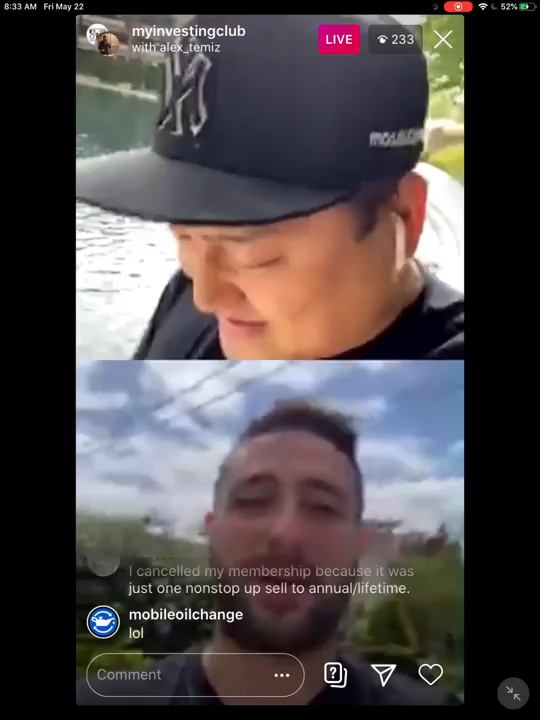 8:33 AM Fri May 22
52%
myinvestingclub
with alex_temiz
LIVE
233
I cancelled my membership because it was
just one nonstop up sell to annual/lifetime.
mobileoilchange
lol
Comment